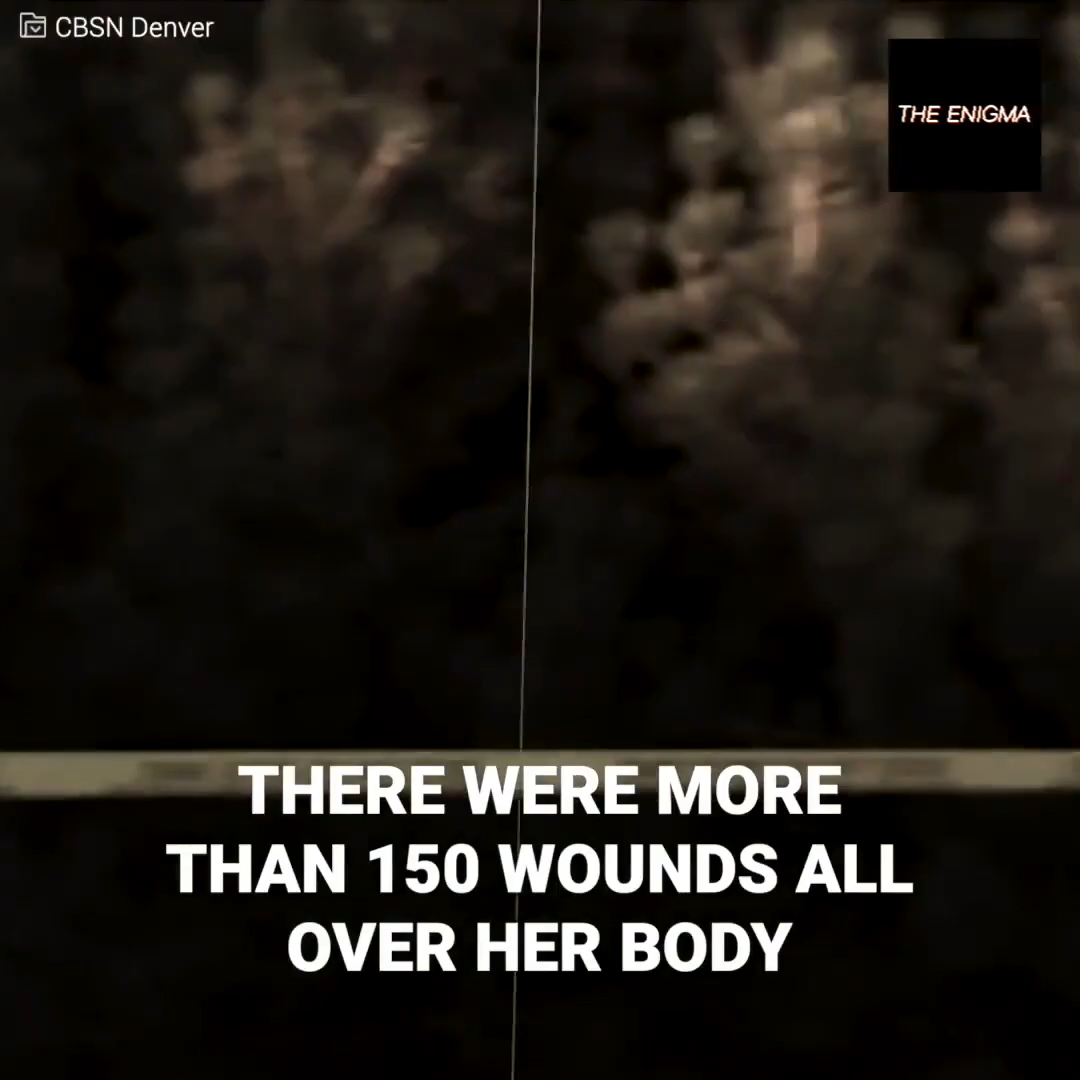 CBSN Denver
THE ENIGMA
THERE WERE MORE
THAN 150 WOUNDS ALL
OVER HER BODY